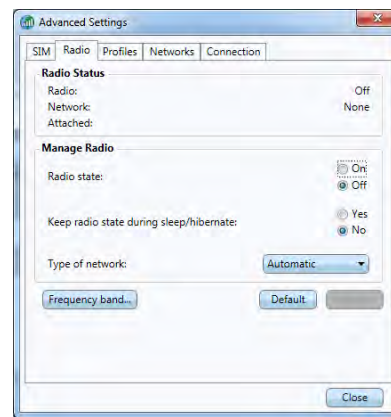 Advanced Settings
SIM Radio Profiles Networks Connection
Radio Status
Radio: Off
Network: None
Attached:
Manage Radio
Radio state: On
Off
Keep radio state during sleep/hibernate: Yes
No
Type of network: Automatic
Frequency band... Default
Close